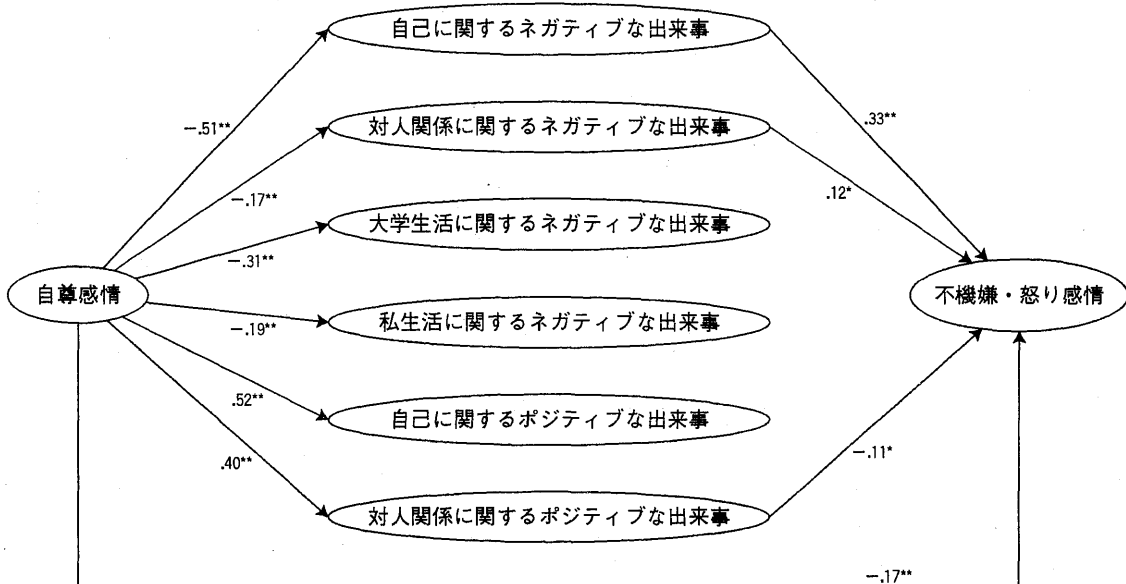 自己に関するネガティブな出来事
−.51**
.33**
対人関係に関するネガティブな出来事
−.17**
.12*
大学生活に関するネガティブな出来事
−.31**
自尊感情
不機嫌・怒り感情
−.19**
私生活に関するネガティブな出来事
.52**
自己に関するポジティブな出来事
.40**
−.11*
対人関係に関するポジティブな出来事
−.17**